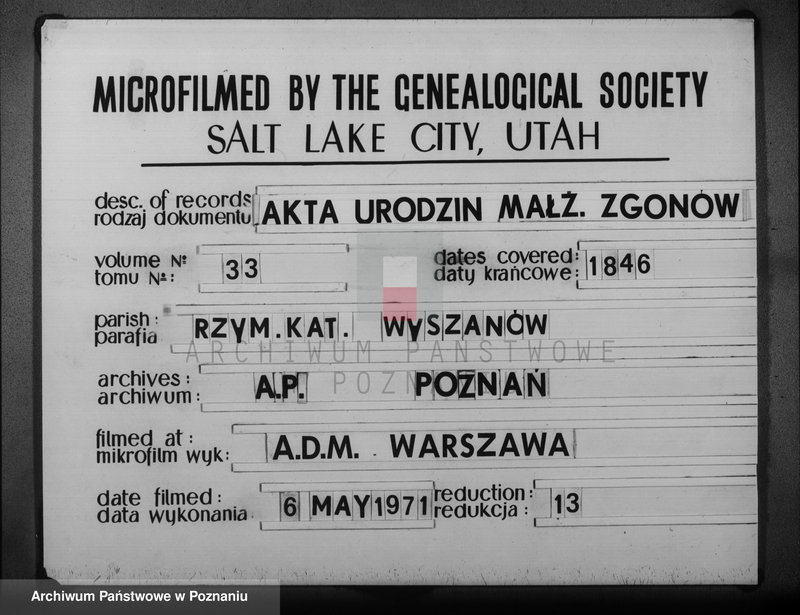 MICROFILMED BY THE GENEALOGICAL SOCIETY
SALT LAKE CITY, UTAH
desc. of records
rodzaj dokumentu
AKTA URODZIN MAŁŻ. ZGONÓW
volume Nº
tomu Nº:
33
dates covered:
daty krańcowe:
1846
parish:
parafia
RZYM.KAT. WYSZANÓW
ARCHIWUM PAŃSTWOWE
POZNAŃ
archives:
archiwum:
A.P. POZNAŃ
filmed at:
mikrofilm wyk:
A.D.M. WARSZAWA
date filmed:
data wykonania
6 MAY 1971
reduction:
redukcja:
13
Archiwum Państwowe w Poznaniu